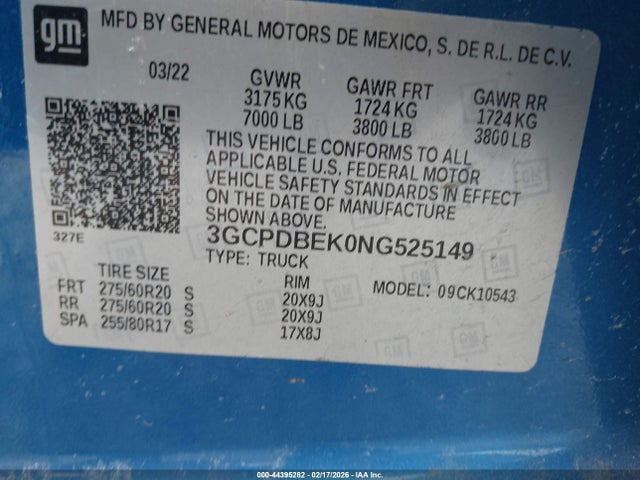 gm
MFD BY GENERAL MOTORS DE MEXICO, S. DE R.L. DE C.V.
03/22
GVWR
3175 KG
7000 LB
GAWR FRT
1724 KG
3800 LB
GAWR RR
1724 KG
3800 LB
THIS VEHICLE CONFORMS TO ALL
APPLICABLE U.S. FEDERAL MOTOR
VEHICLE SAFETY STANDARDS IN EFFECT
ON THE DATE OF MANUFACTURE
SHOWN ABOVE.
327E
3GCPDBEK0NG525149
TYPE: TRUCK
TIRE SIZE
RIM
MODEL: 09CK10543
FRT 275/60R20 S 20X9J
RR 275/60R20 S 20X9J
SPA 255/80R17 S 17X8J
000-44395282 - 02/17/2026 - IAA Inc.